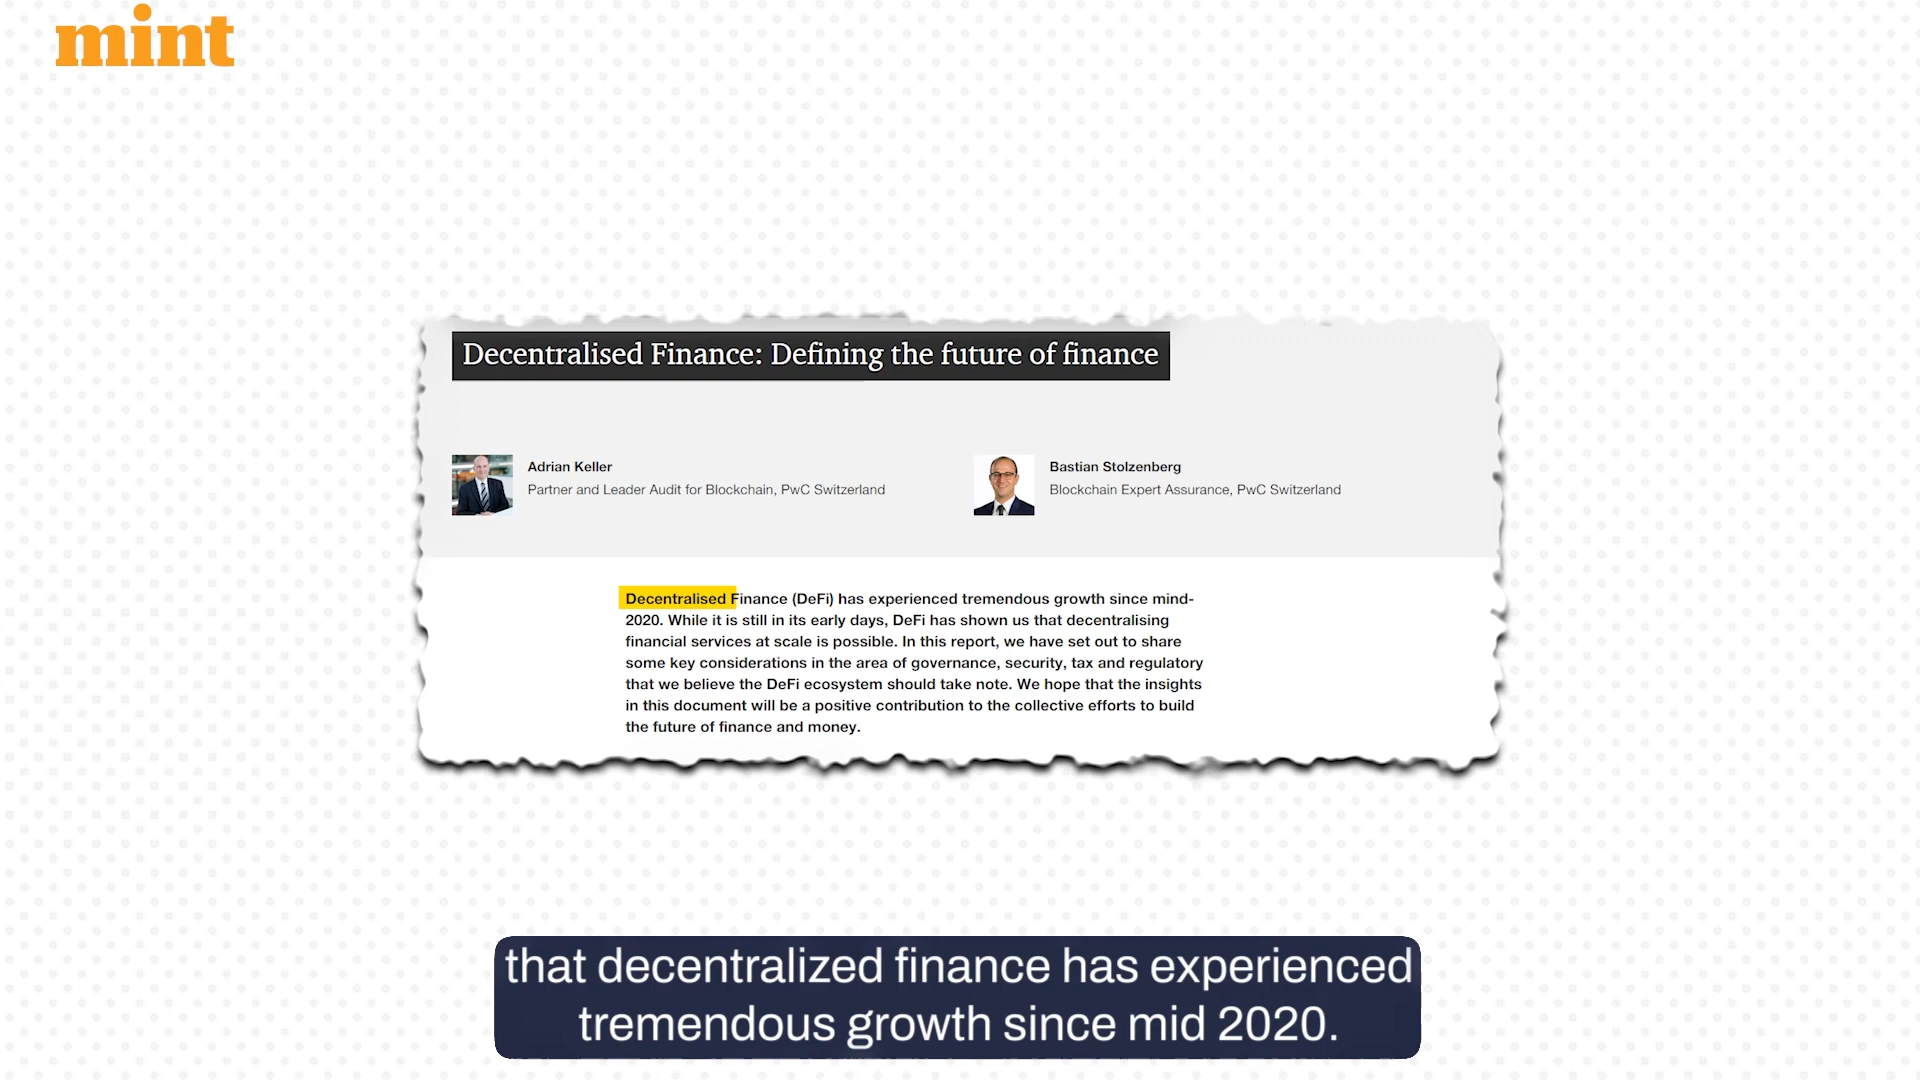 mint
Decentralised Finance: Defining the future of finance
Adrian Keller
Partner and Leader Audit for Blockchain, PwC Switzerland
Bastian Stolzenberg
Blockchain Expert Assurance, PwC Switzerland
Decentralised Finance (DeFi) has experienced tremendous growth since mind-
2020. While it is still in its early days, DeFi has shown us that decentralising
financial services at scale is possible. In this report, we have set out to share
some key considerations in the area of governance, security, tax and regulatory
that we believe the DeFi ecosystem should take note. We hope that the insights
in this document will be a positive contribution to the collective efforts to build
the future of finance and money.
that decentralized finance has experienced
tremendous growth since mid 2020.